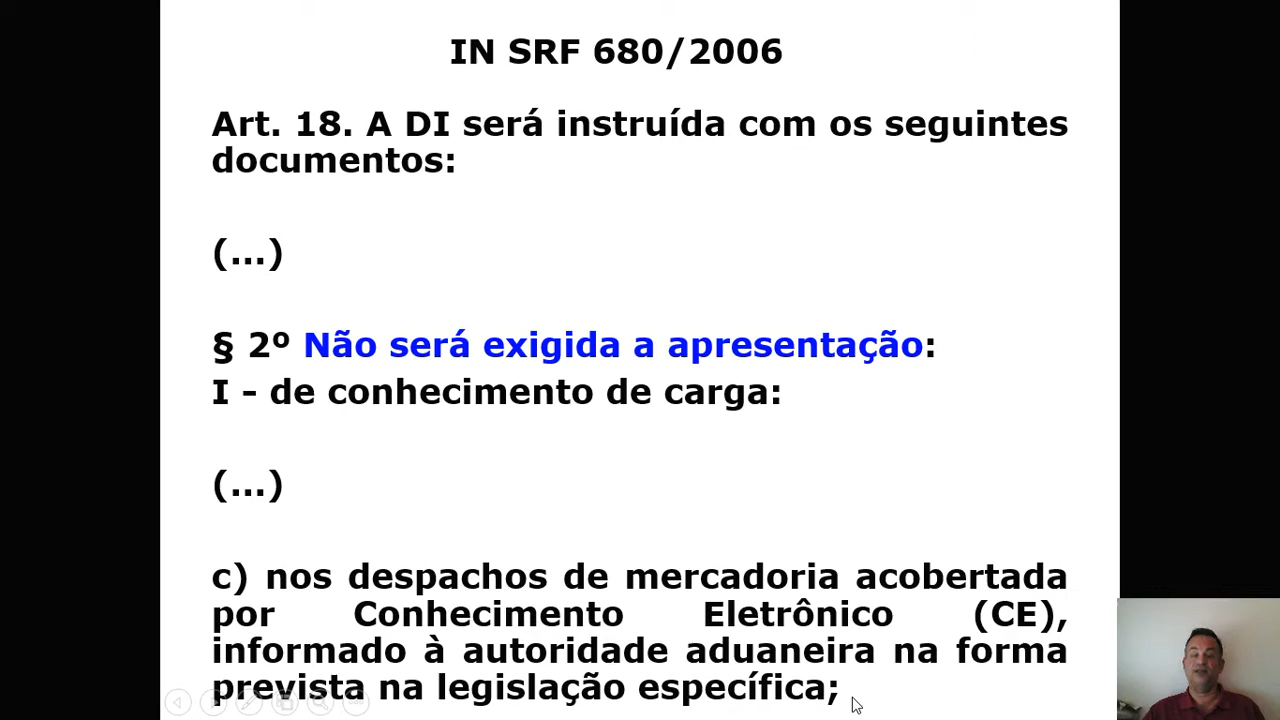 IN SRF 680/2006
Art. 18. A DI será instruída com os seguintes
documentos:
(...)
§ 2º Não será exigida a apresentação:
I - de conhecimento de carga:
(...)
c) nos despachos de mercadoria acobertada
por Conhecimento Eletrônico (CE),
informado à autoridade aduaneira na forma
prevista na legislação específica;